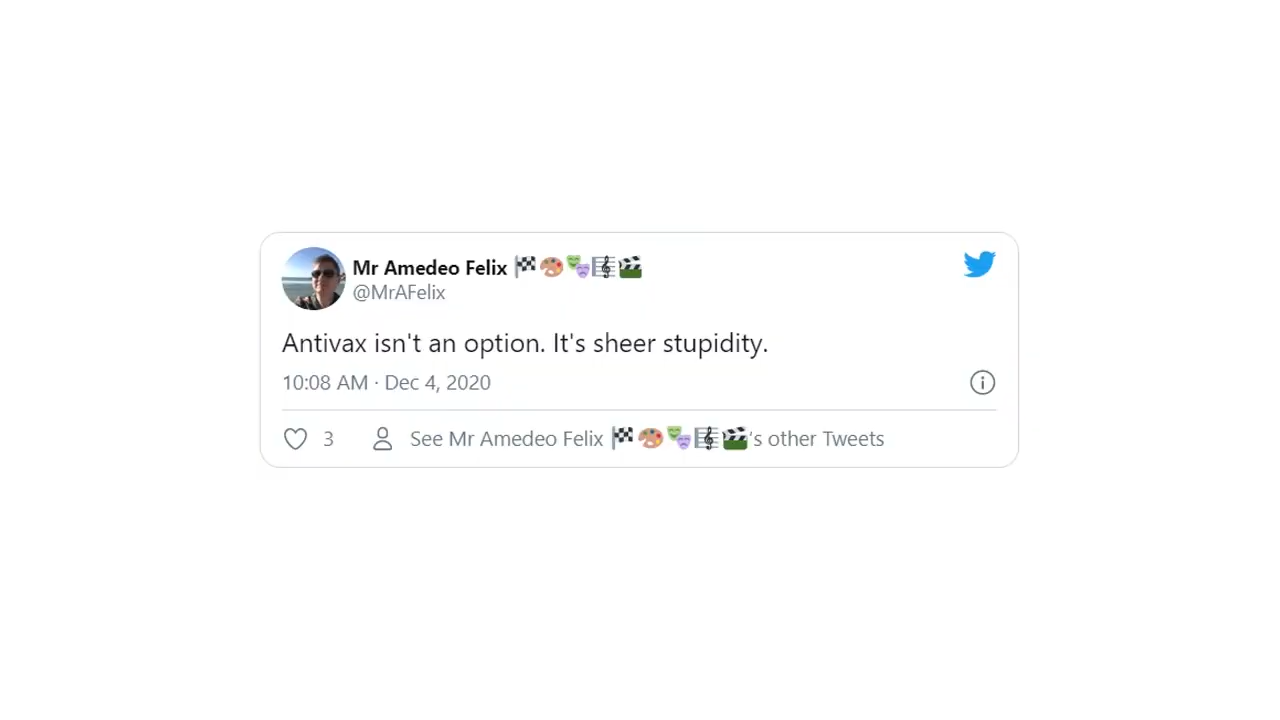 Mr Amedeo Felix 🏁🎨🎭🎼🎬
@MrAFelix
Antivax isn't an option. It's sheer stupidity.
10:08 AM · Dec 4, 2020
3 See Mr Amedeo Felix 🏁🎨🎭🎼🎬's other Tweets